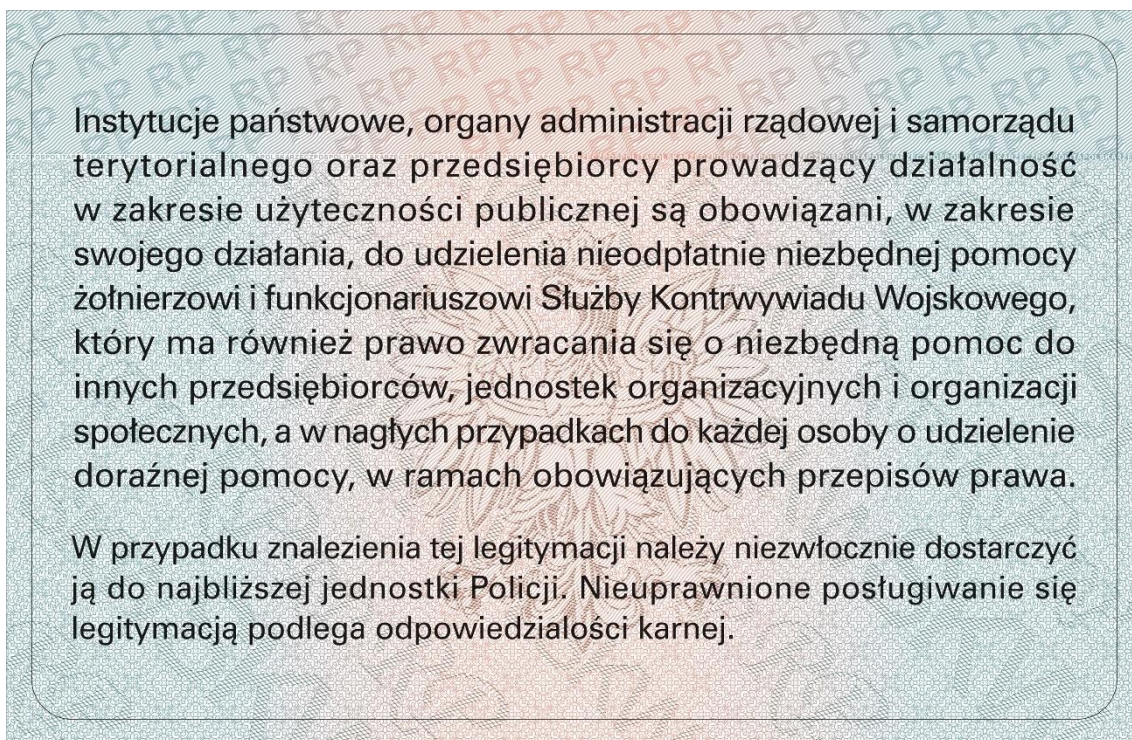 Instytucje państwowe, organy administracji rządowej i samorządu
terytorialnego oraz przedsiębiorcy prowadzący działalność
w zakresie użyteczności publicznej są obowiązani, w zakresie
swojego działania, do udzielenia nieodpłatnie niezbędnej pomocy
żołnierzowi i funkcjonariuszowi Służby Kontrwywiadu Wojskowego,
który ma również prawo zwracania się o niezbędną pomoc do
innych przedsiębiorców, jednostek organizacyjnych i organizacji
społecznych, a w nagłych przypadkach do każdej osoby o udzielenie
doraźnej pomocy, w ramach obowiązujących przepisów prawa.
W przypadku znalezienia tej legitymacji należy niezwłocznie dostarczyć
ją do najbliższej jednostki Policji. Nieuprawnione posługiwanie się
legitymacją podlega odpowiedzialości karnej.